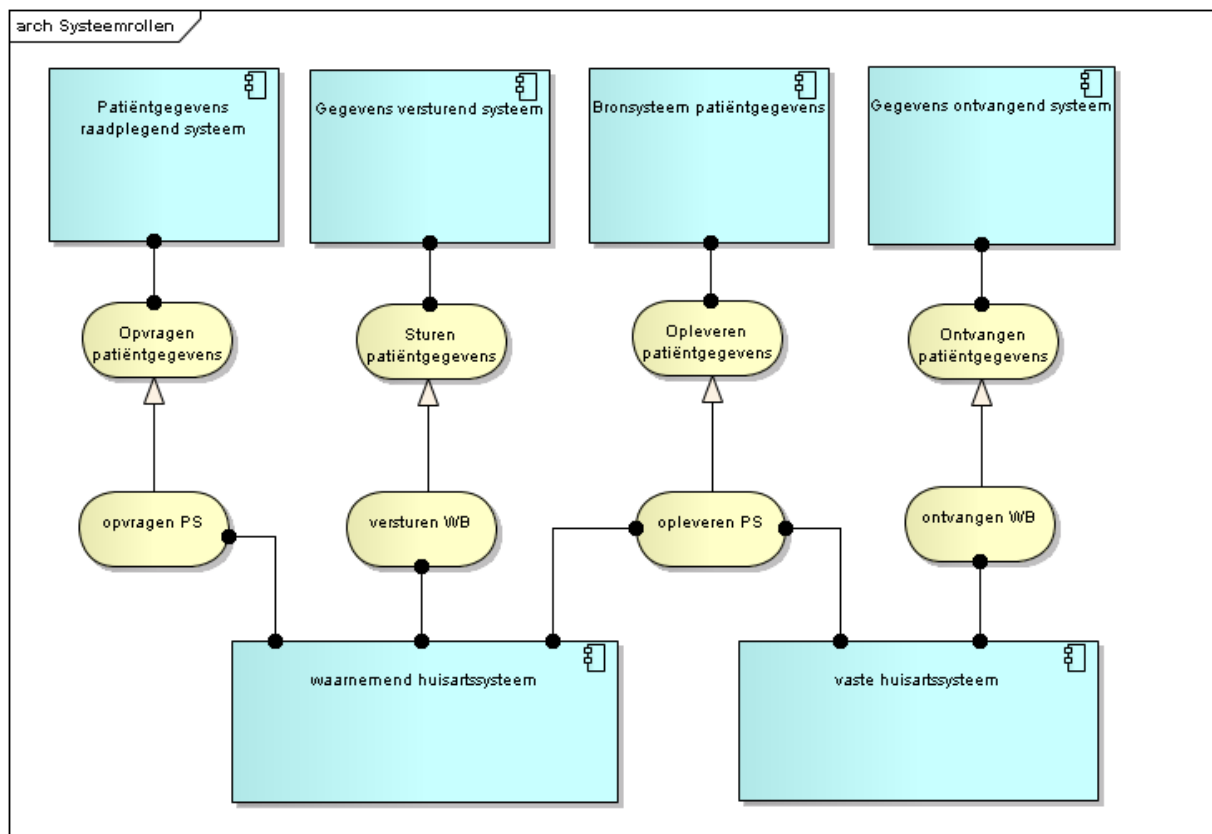 arch Systeemrollen
Patiëntgegevens
raadplegend systeem
Gegevens versturend systeem
Bronsysteem patiëntgegevens
Gegevens ontvangend systeem
Opvragen
patiëntgegevens
Sturen
patiëntgegevens
Opleveren
patiëntgegevens
Ontvangen
patiëntgegevens
opvragen PS
versturen WB
opleveren PS
ontvangen WB
waarnemend huisartssysteem
vaste huisartssysteem